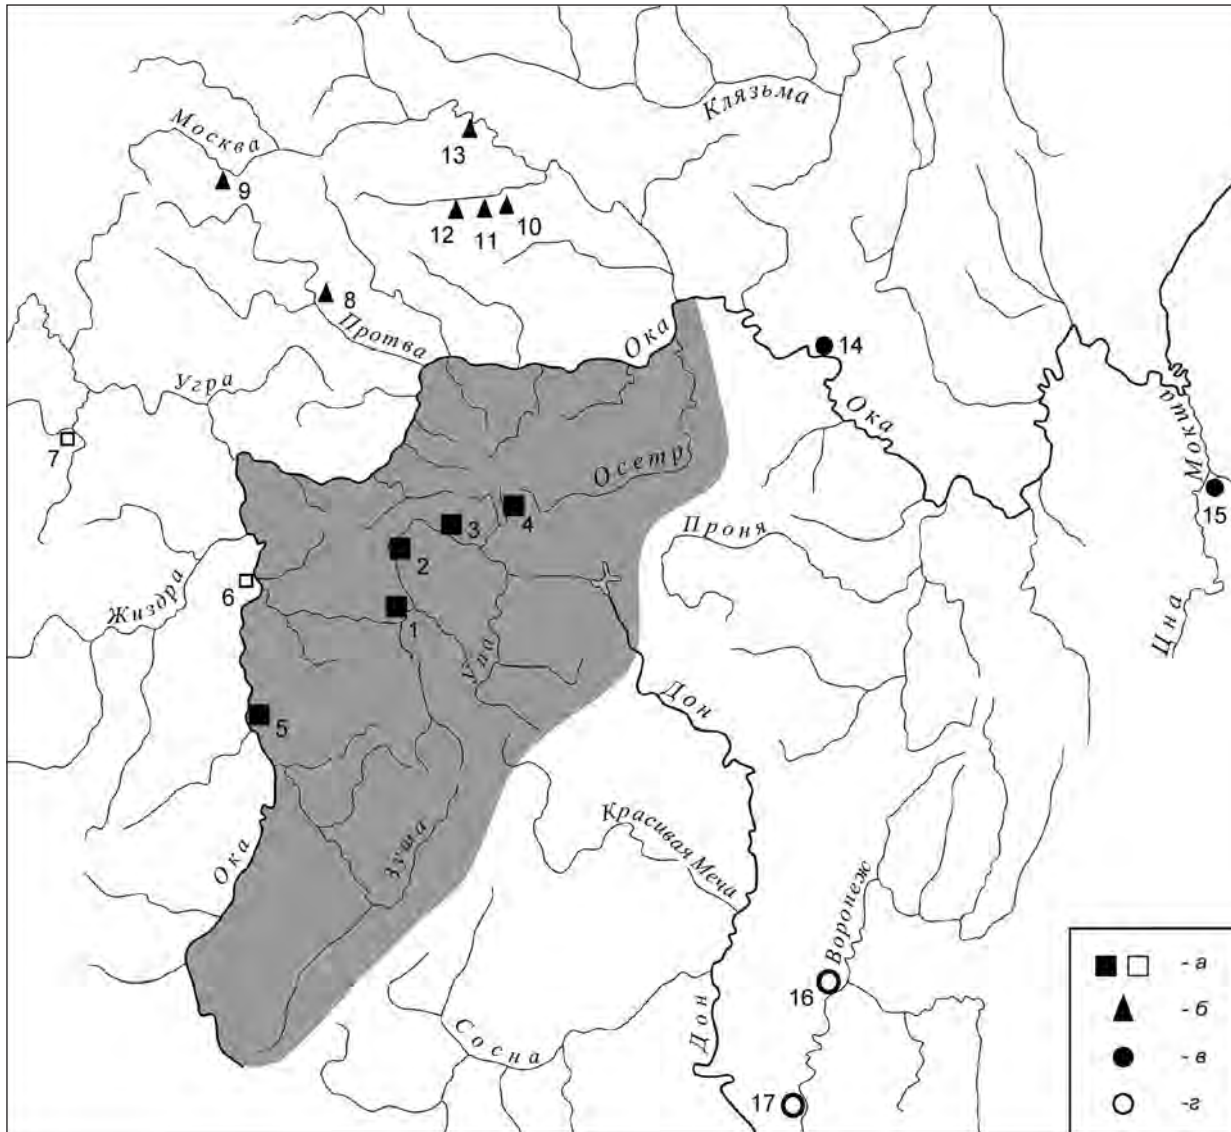 Клязьма
Москва
13
9
12
11
10
8
Протва
Ока
14
Угра
Ока
Мокша
7
Осетр
15
3
4
Проня
2
6
Жиздра
1
Цна
Упа
Дон
5
Красивая Меча
Зуша
Ока
Воронеж
16
Дон
Сосна
17
- а
- б
- в
- г